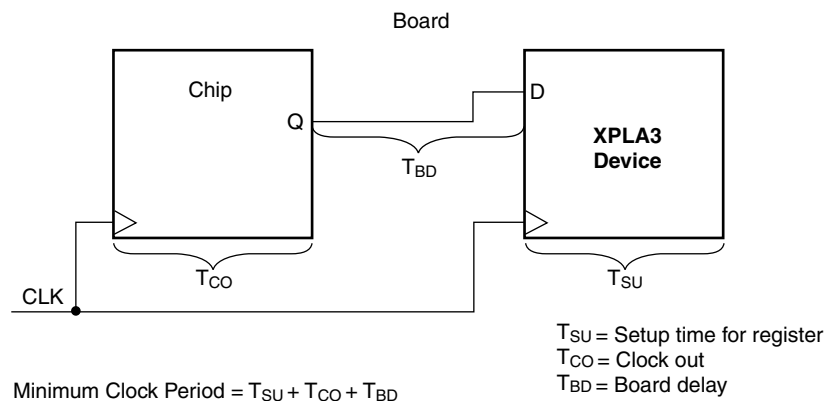 Board
Chip
Q
D
XPLA3
Device
TBD
TCO
TSU
CLK
TSU = Setup time for register
TCO = Clock out
TBD = Board delay
Minimum Clock Period = TSU + TCO + TBD